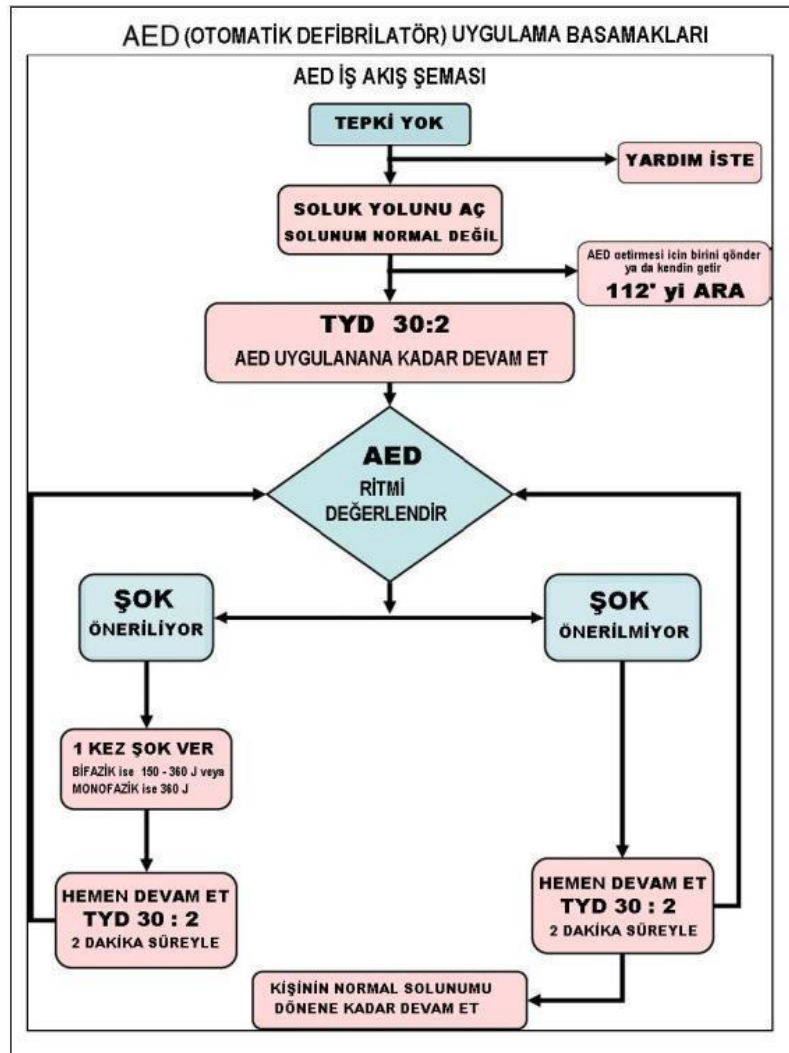 AED (OTOMATİK DEFİBRİLATÖR) UYGULAMA BASAMAKLARI
AED İŞ AKIŞ ŞEMASI
TEPKİ YOK
YARDIM İSTE
SOLUK YOLUNU AÇ
SOLUNUM NORMAL DEĞİL
AED getirmesi için birini gönder
ya da kendin getir
112' yi ARA
TYD 30:2
AED UYGULANANA KADAR DEVAM ET
AED
RİTMİ
DEĞERLENDİR
ŞOK
ÖNERİLİYOR
ŞOK
ÖNERİLMİYOR
1 KEZ ŞOK VER
BİFAZİK ise 150 - 360 J veya
MONOFAZİK ise 360 J
HEMEN DEVAM ET
TYD 30 : 2
2 DAKİKA SÜREYLE
HEMEN DEVAM ET
TYD 30 : 2
2 DAKİKA SÜREYLE
KİŞİNİN NORMAL SOLUNUMU
DÖNENE KADAR DEVAM ET